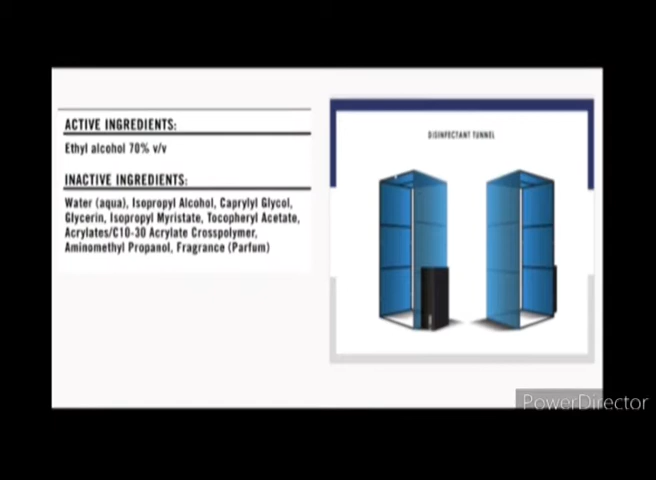 ACTIVE INGREDIENTS:
Ethyl alcohol 70% v/v
INACTIVE INGREDIENTS:
Water (aqua), Isopropyl Alcohol, Caprylyl Glycol,
Glycerin, Isopropyl Myristate, Tocopheryl Acetate,
Acrylates/C10-30 Acrylate Crosspolymer,
Aminomethyl Propanol, Fragrance (Parfum)
DISINFECTANT TUNNEL
PowerDirector